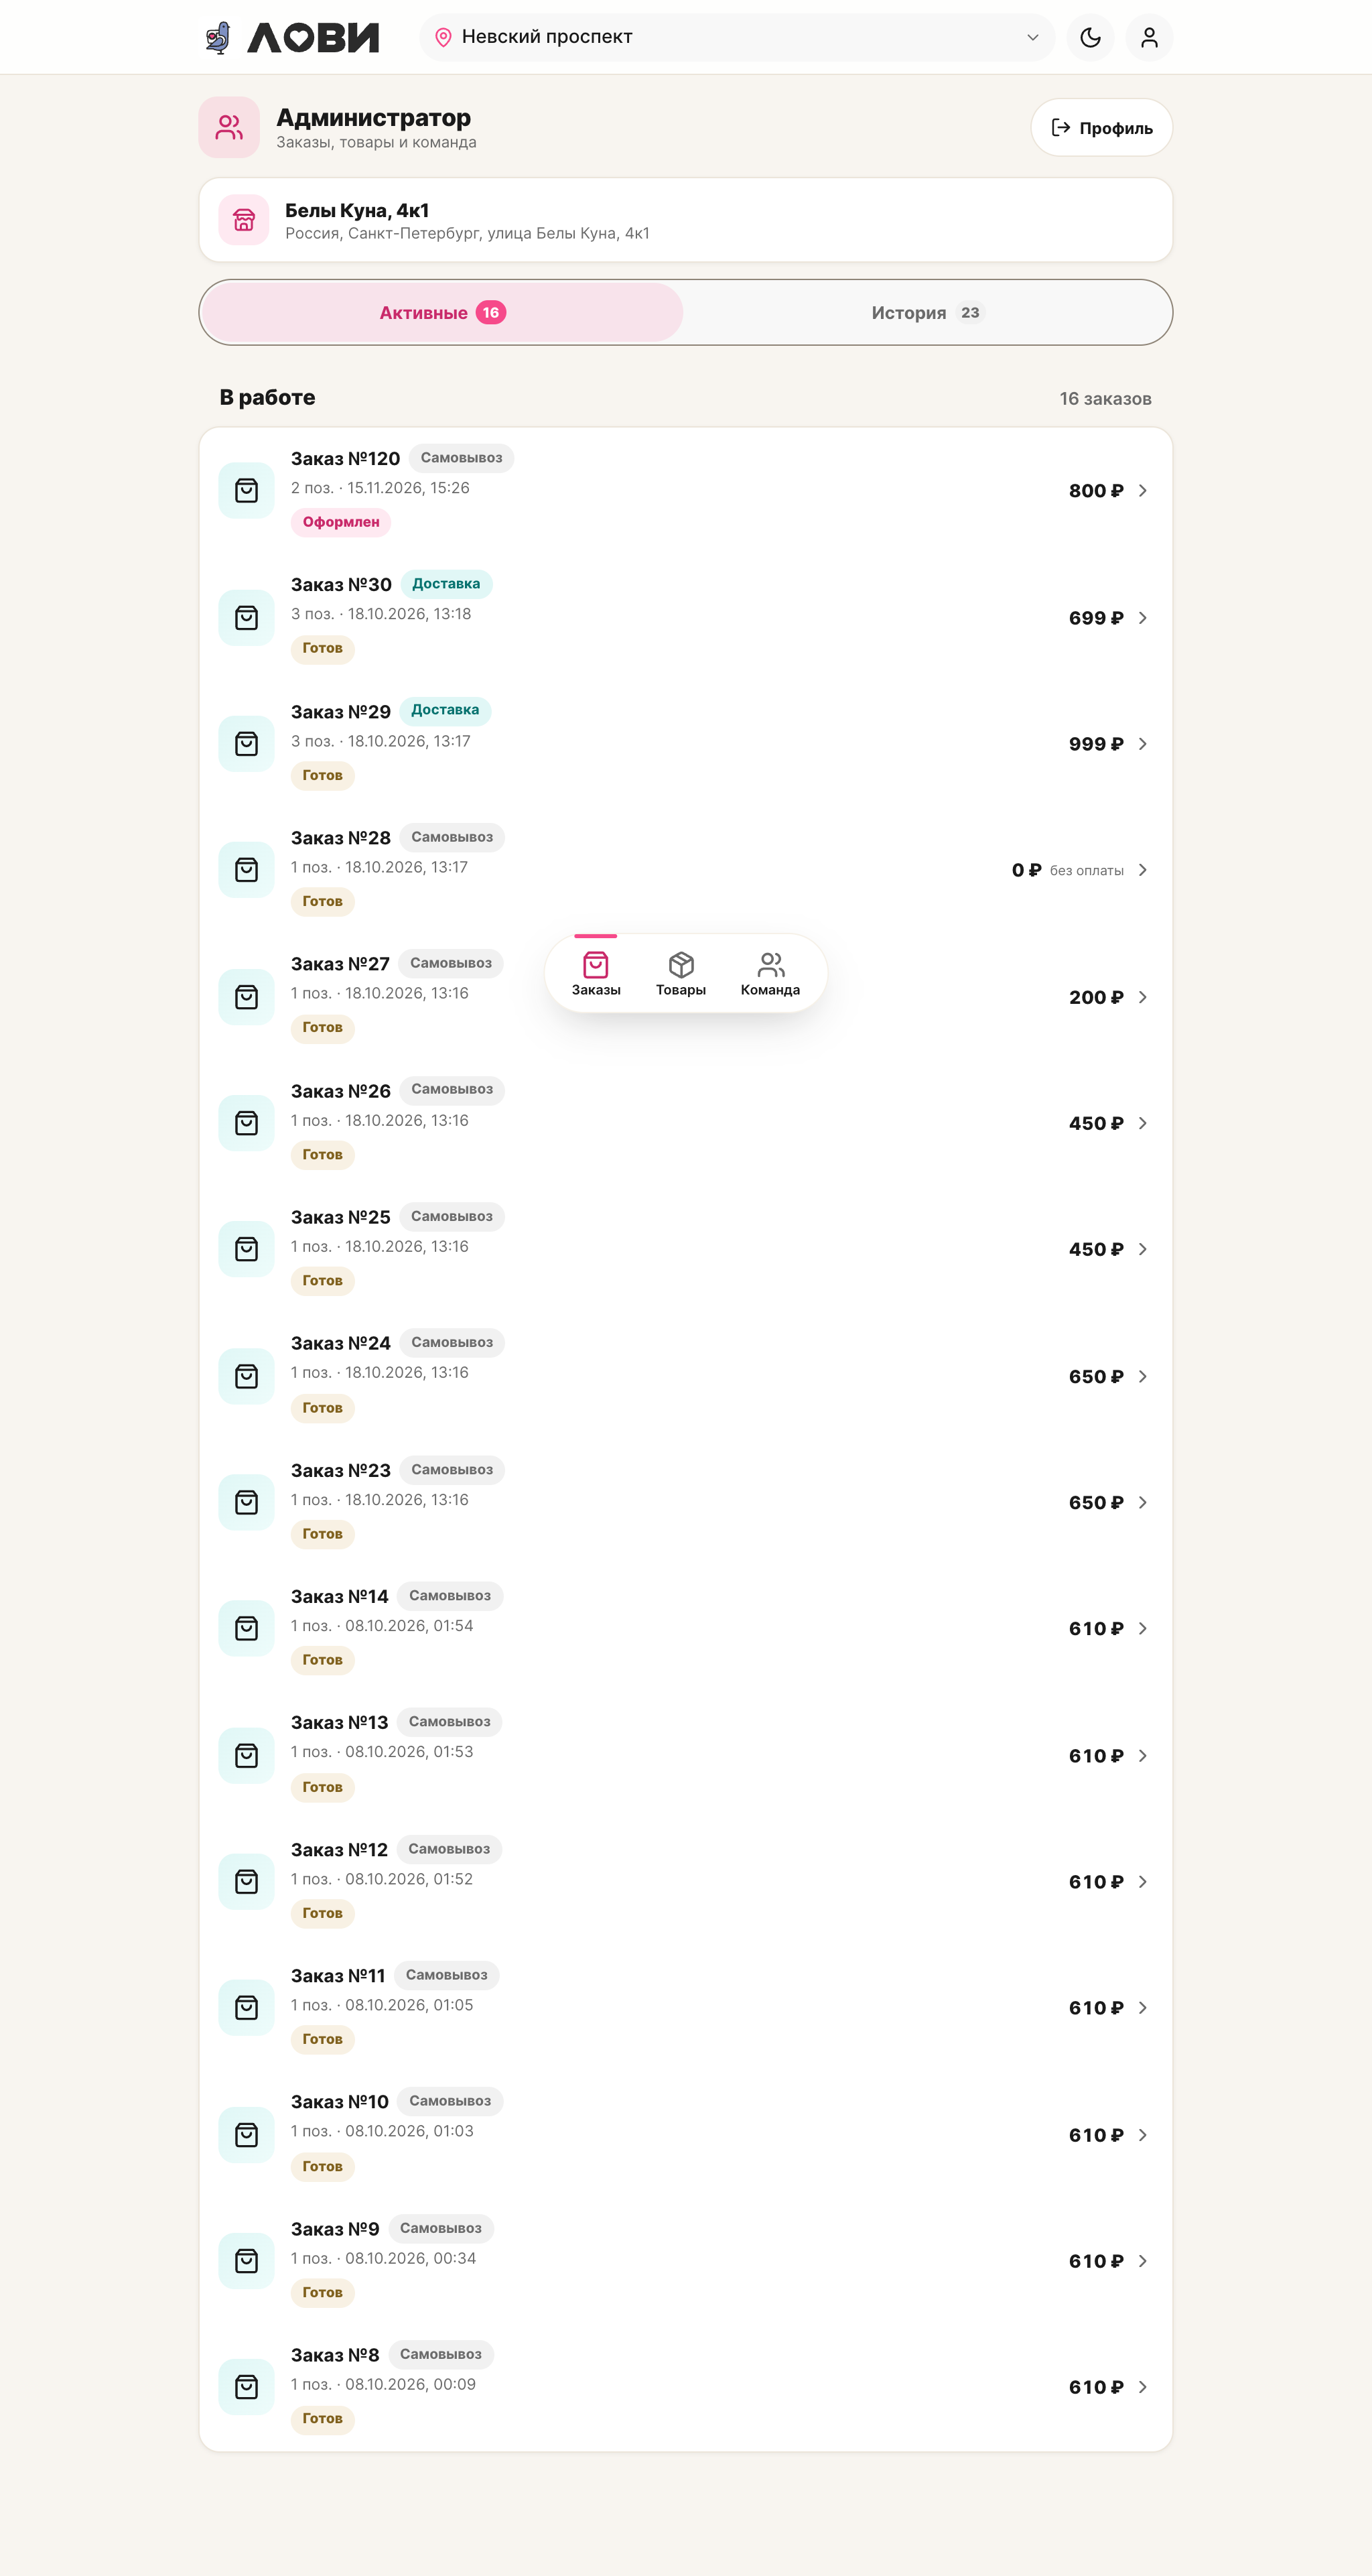 ЛОВИ
Невский проспект
Администратор
Заказы, товары и команда
Профиль
Белы Куна, 4к1
Россия, Санкт-Петербург, улица Белы Куна, 4к1
Активные 16
История 23
В работе
16 заказов
Заказ №120 Самовывоз
2 поз. · 15.11.2026, 15:26
Оформлен
800 ₽
Заказ №30 Доставка
3 поз. · 18.10.2026, 13:18
Готов
699 ₽
Заказ №29 Доставка
3 поз. · 18.10.2026, 13:17
Готов
999 ₽
Заказ №28 Самовывоз
1 поз. · 18.10.2026, 13:17
Готов
0 ₽ без оплаты
Заказ №27 Самовывоз
1 поз. · 18.10.2026, 13:16
Готов
200 ₽
Заказы
Товары
Команда
Заказ №26 Самовывоз
1 поз. · 18.10.2026, 13:16
Готов
450 ₽
Заказ №25 Самовывоз
1 поз. · 18.10.2026, 13:16
Готов
450 ₽
Заказ №24 Самовывоз
1 поз. · 18.10.2026, 13:16
Готов
650 ₽
Заказ №23 Самовывоз
1 поз. · 18.10.2026, 13:16
Готов
650 ₽
Заказ №14 Самовывоз
1 поз. · 08.10.2026, 01:54
Готов
610 ₽
Заказ №13 Самовывоз
1 поз. · 08.10.2026, 01:53
Готов
610 ₽
Заказ №12 Самовывоз
1 поз. · 08.10.2026, 01:52
Готов
610 ₽
Заказ №11 Самовывоз
1 поз. · 08.10.2026, 01:05
Готов
610 ₽
Заказ №10 Самовывоз
1 поз. · 08.10.2026, 01:03
Готов
610 ₽
Заказ №9 Самовывоз
1 поз. · 08.10.2026, 00:34
Готов
610 ₽
Заказ №8 Самовывоз
1 поз. · 08.10.2026, 00:09
Готов
610 ₽